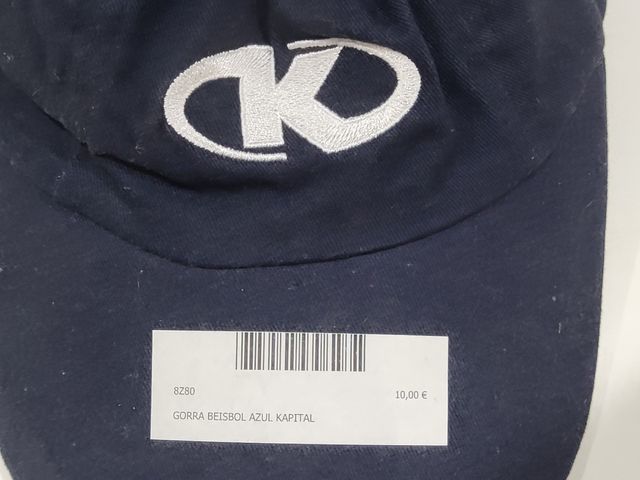 K
8Z80 10,00 €
GORRA BEISBOL AZUL KAPITAL